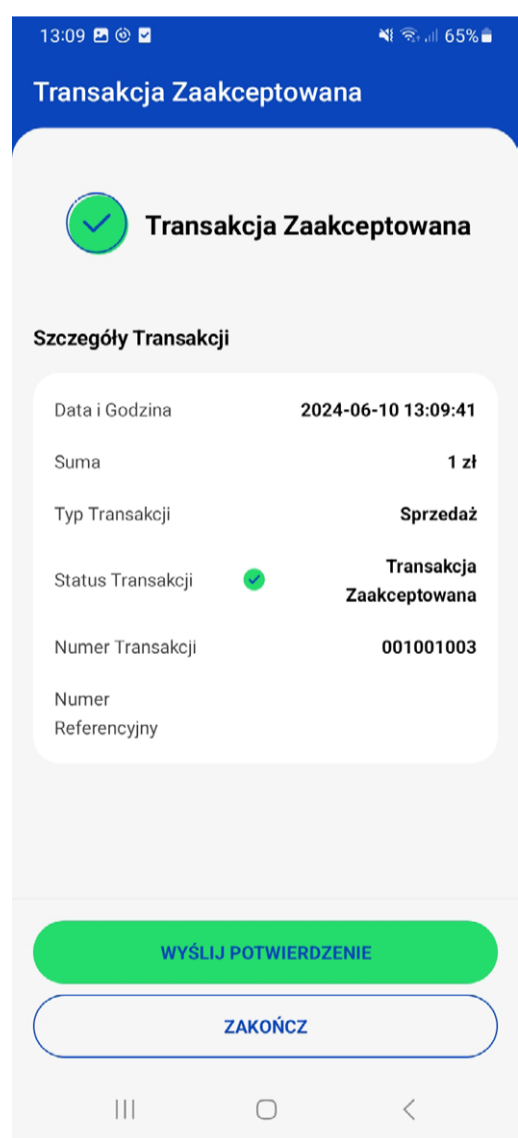 13:09 65%
Transakcja Zaakceptowana
Transakcja Zaakceptowana
Szczegóły Transakcji
Data i Godzina 2024-06-10 13:09:41
Suma 1 zł
Typ Transakcji Sprzedaż
Status Transakcji Transakcja
Zaakceptowana
Numer Transakcji 001001003
Numer
Referencyjny
WYŚLIJ POTWIERDZENIE
ZAKOŃCZ